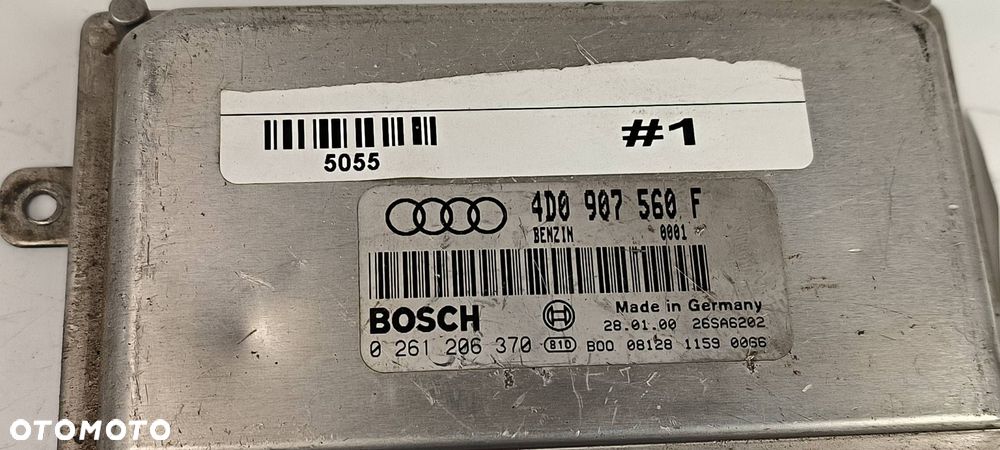 5055
#1
4D0 907 560 F
BENZIN 0001
BOSCH
Made in Germany
28.01.00 26SA6202
0 261 206 370 B10 B00 08128 1159 0066
OTOMOTO